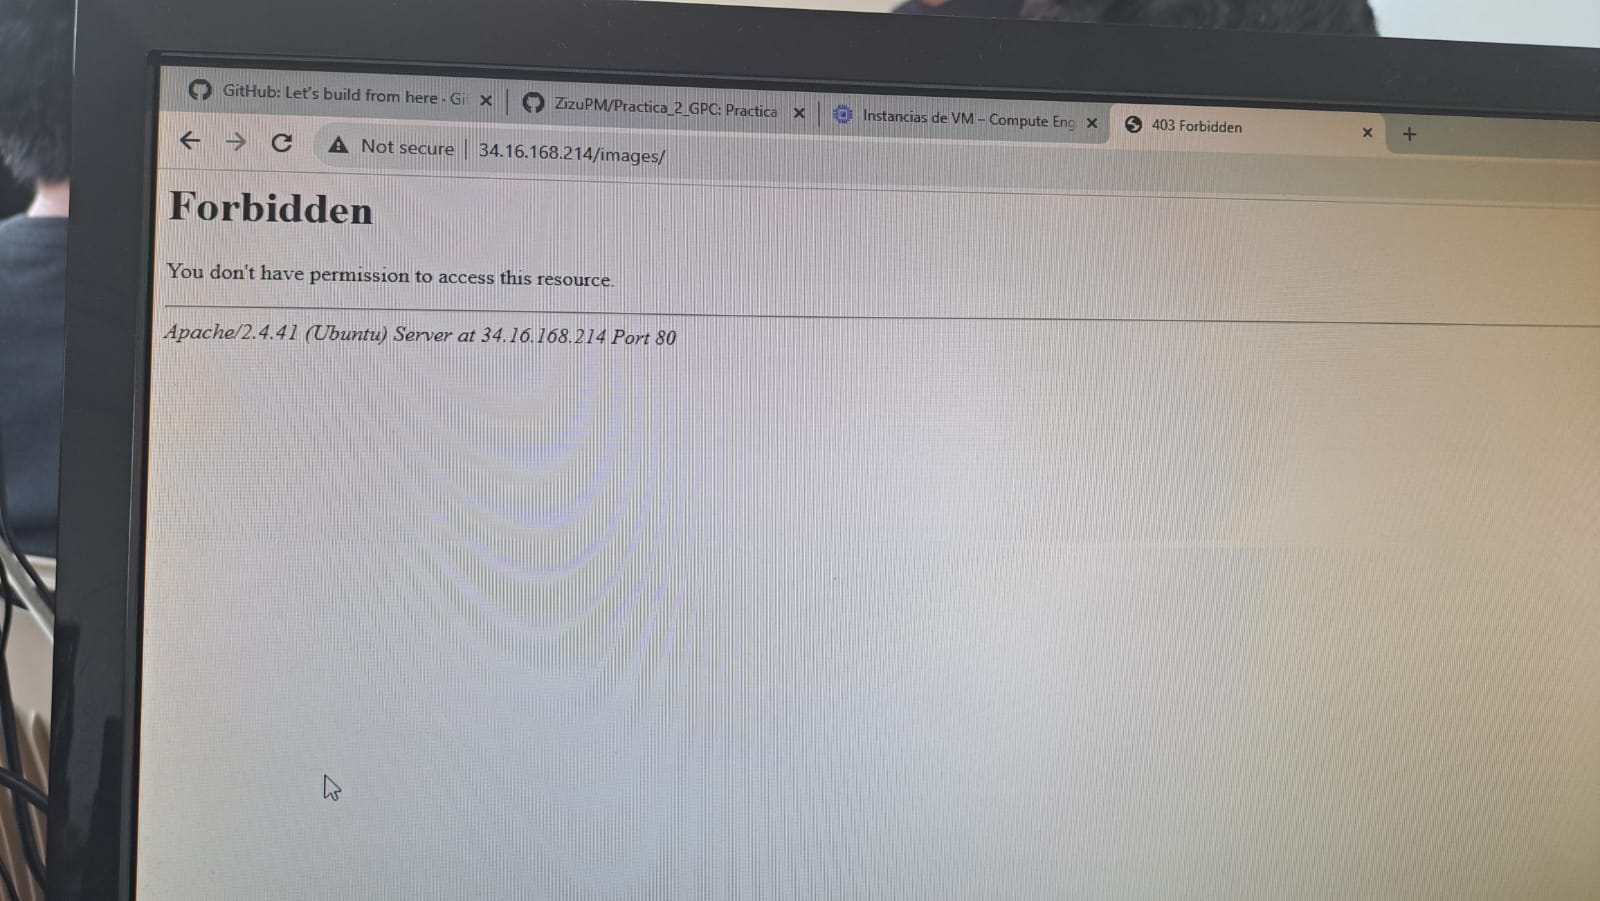 GitHub: Let's build from here · Gi
ZizuPM/Practica_2_GPC: Practica
Instancias de VM – Compute Eng
403 Forbidden
Not secure | 34.16.168.214/images/
Forbidden
You don't have permission to access this resource.
Apache/2.4.41 (Ubuntu) Server at 34.16.168.214 Port 80